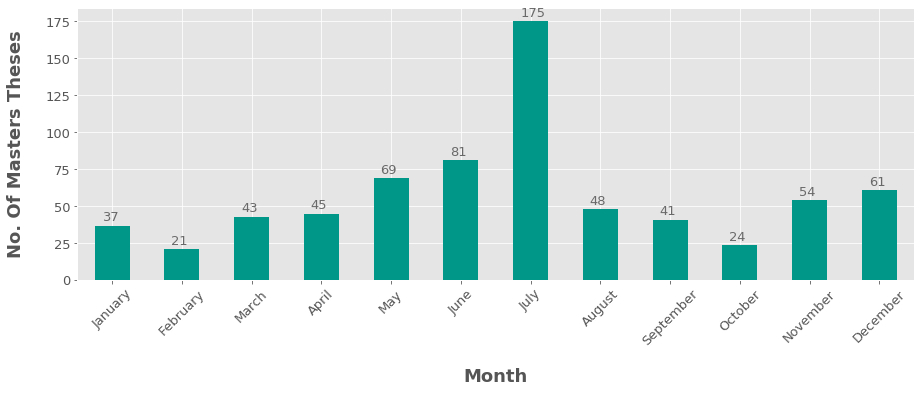 No. Of Masters Theses
175
150
125
100
75
50
25
0
37
21
43
45
69
81
175
48
41
24
54
61
January
February
March
April
May
June
July
August
September
October
November
December
Month